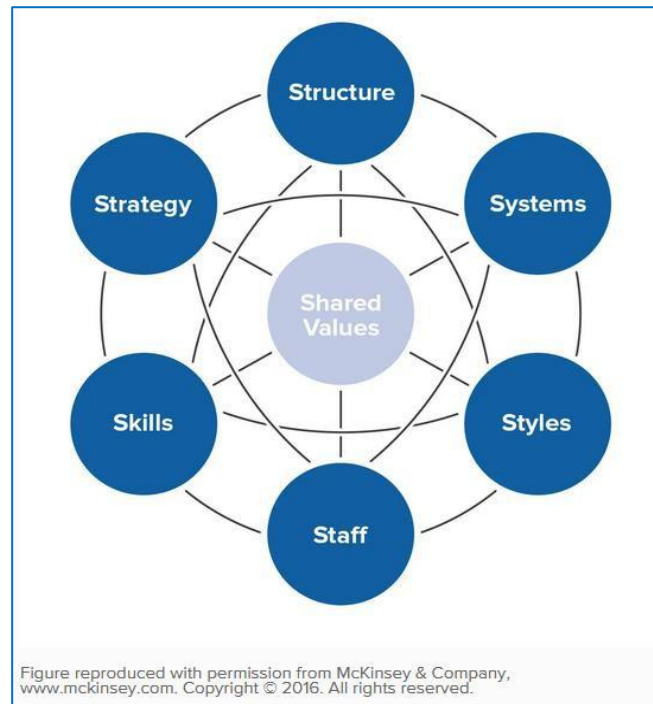 Structure
Strategy
Systems
Shared
Values
Skills
Styles
Staff
Figure reproduced with permission from McKinsey & Company,
www.mckinsey.com. Copyright © 2016. All rights reserved.